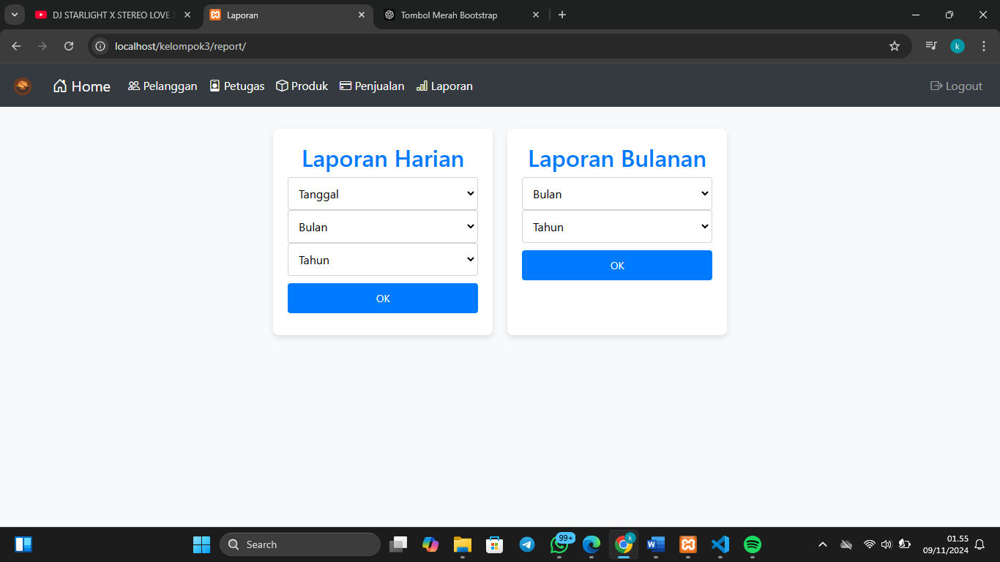 DJ STARLIGHT X STEREO LOVE
Laporan
Tombol Merah Bootstrap
localhost/kelompok3/report/
k
Home
Pelanggan
Petugas
Produk
Penjualan
Laporan
Logout
Laporan Harian
Tanggal
Bulan
Tahun
OK
Laporan Bulanan
Bulan
Tahun
OK
Search
99+
k
01.55
09/11/2024